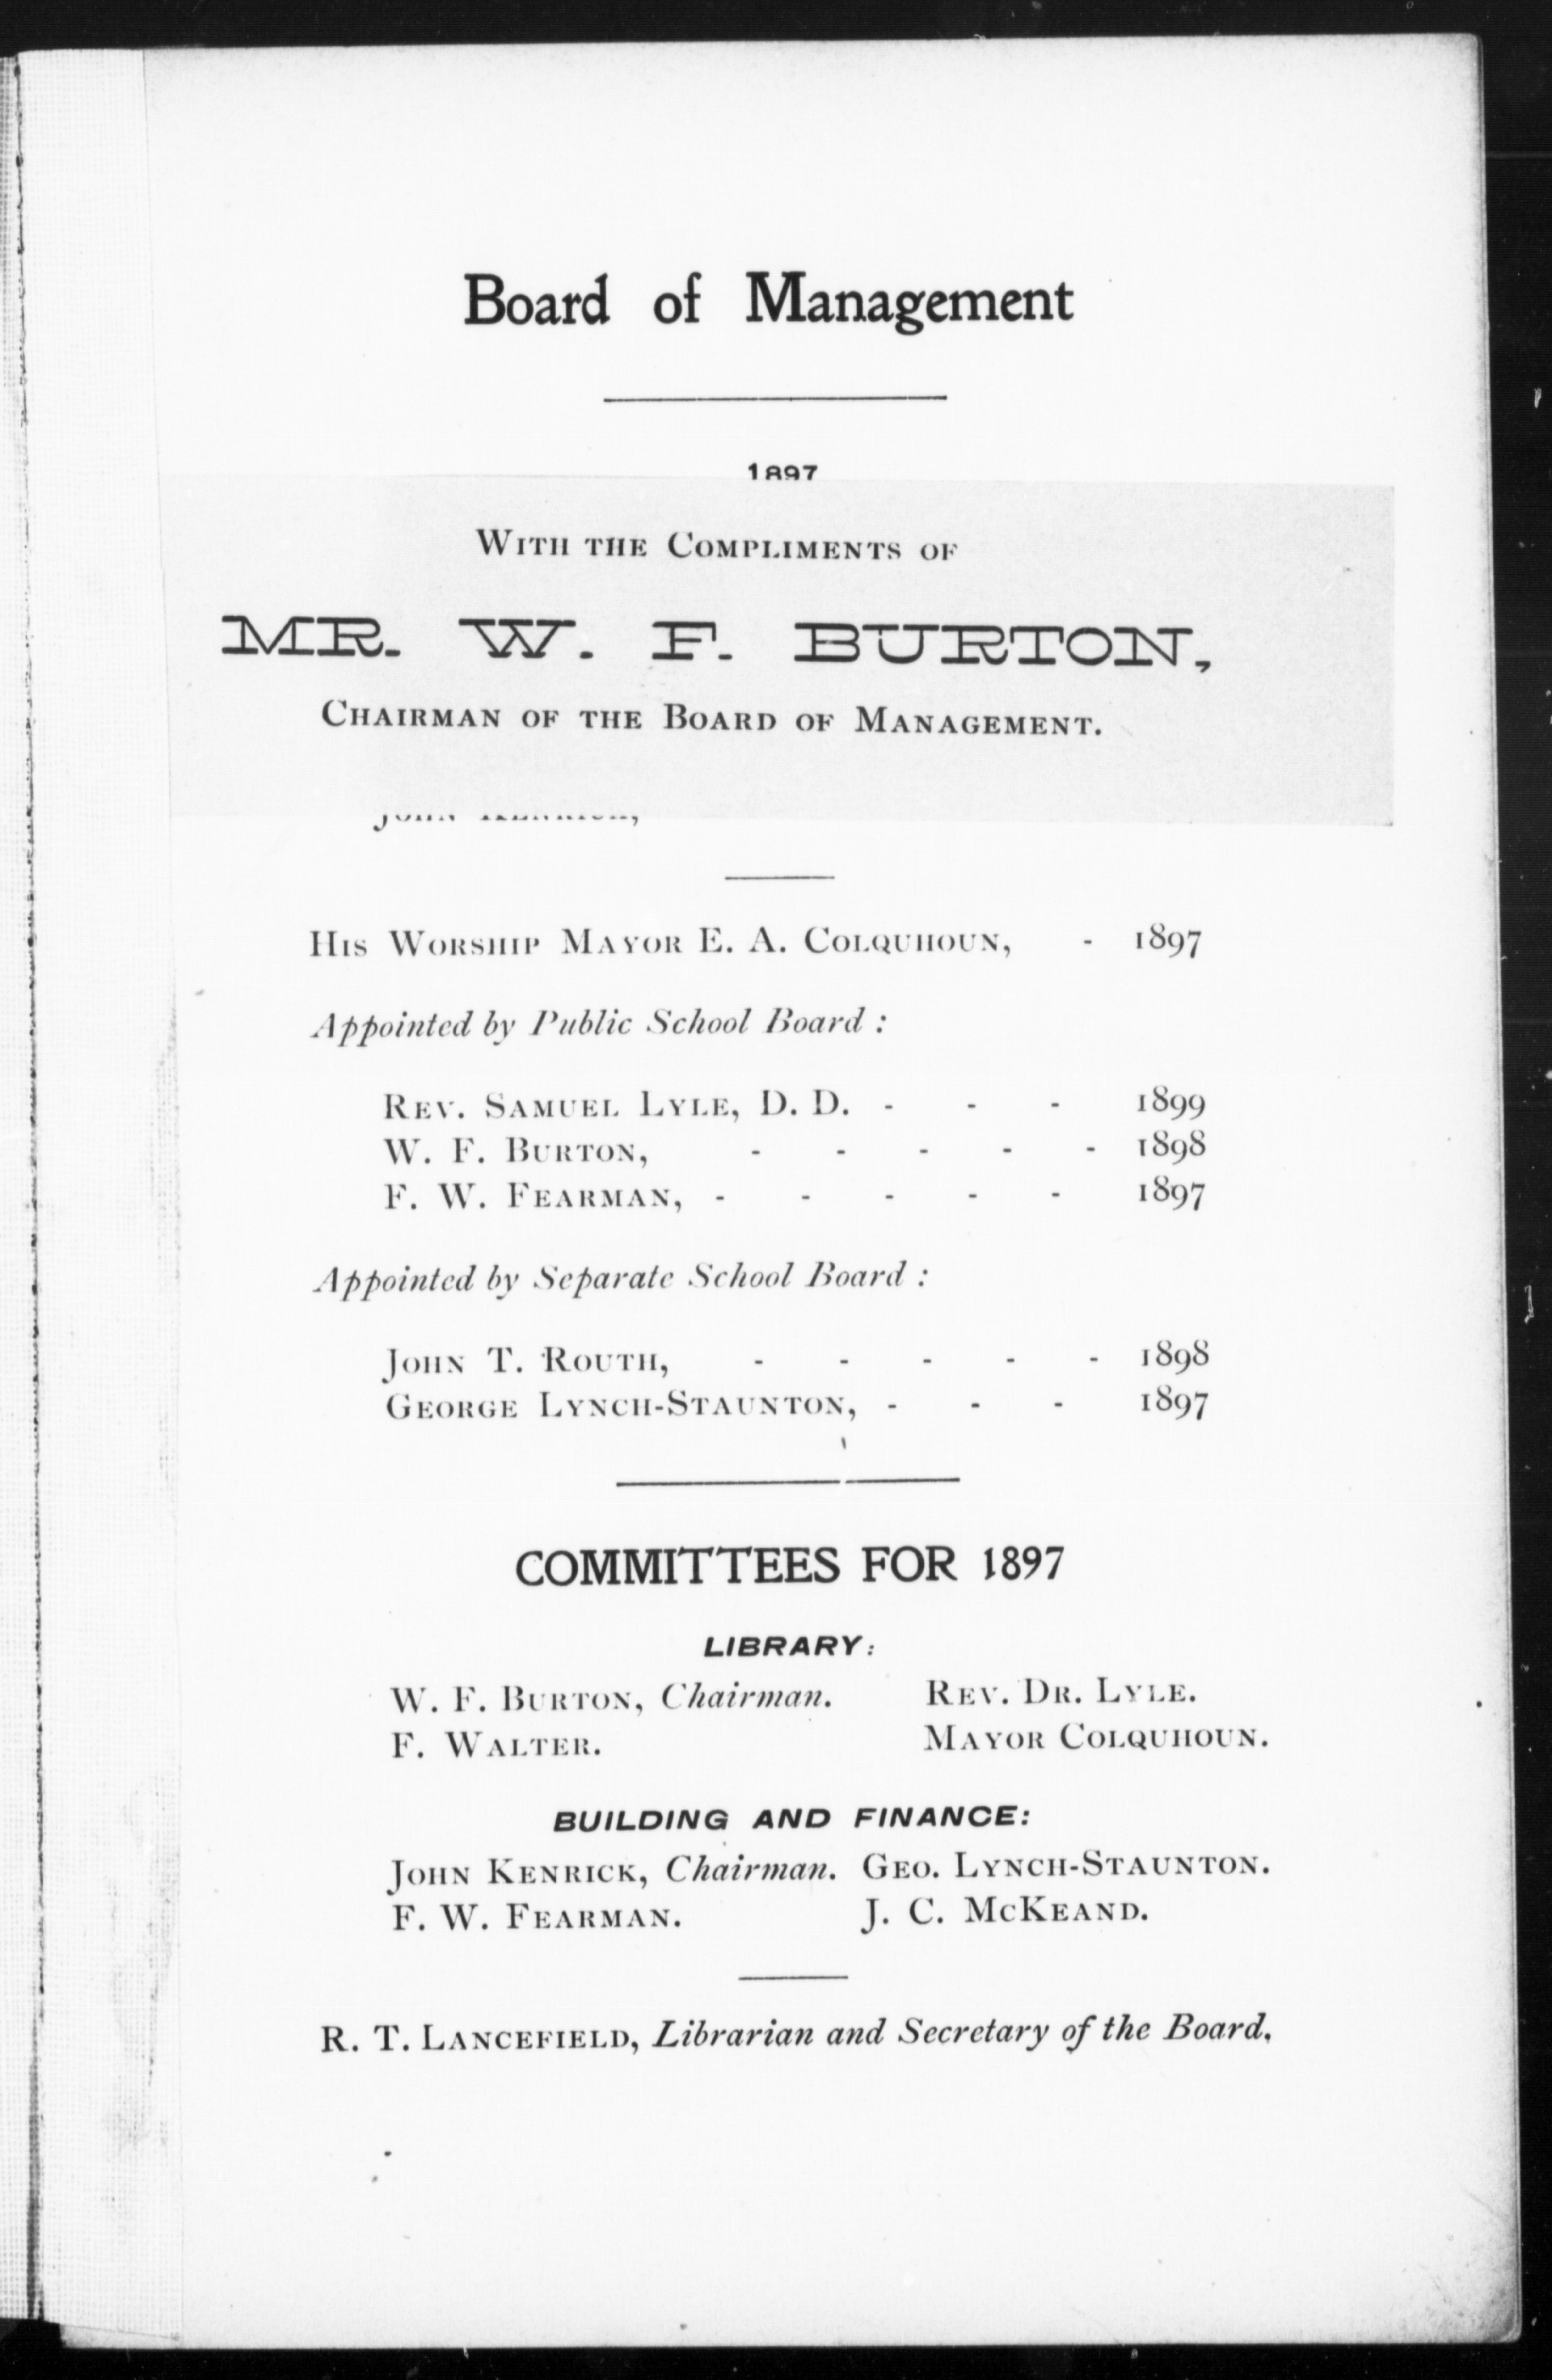 Board of Management
1897
WITH THE COMPLIMENTS OF
MR. W. F. BURTON,
CHAIRMAN OF THE BOARD OF MANAGEMENT.
JOHN KENRICK,
HIS WORSHIP MAYOR E. A. COLQUHOUN, - 1897
Appointed by Public School Board :
REV. SAMUEL LYLE, D. D. - - - 1899
W. F. BURTON, - - - - - 1898
F. W. FEARMAN, - - - - - 1897
Appointed by Separate School Board :
JOHN T. ROUTH, - - - - - 1898
GEORGE LYNCH-STAUNTON, - - - 1897
COMMITTEES FOR 1897
LIBRARY:
W. F. BURTON, Chairman. REV. DR. LYLE.
F. WALTER. MAYOR COLQUHOUN.
BUILDING AND FINANCE:
JOHN KENRICK, Chairman. GEO. LYNCH-STAUNTON.
F. W. FEARMAN. J. C. MCKEAND.
R. T. LANCEFIELD, Librarian and Secretary of the Board.